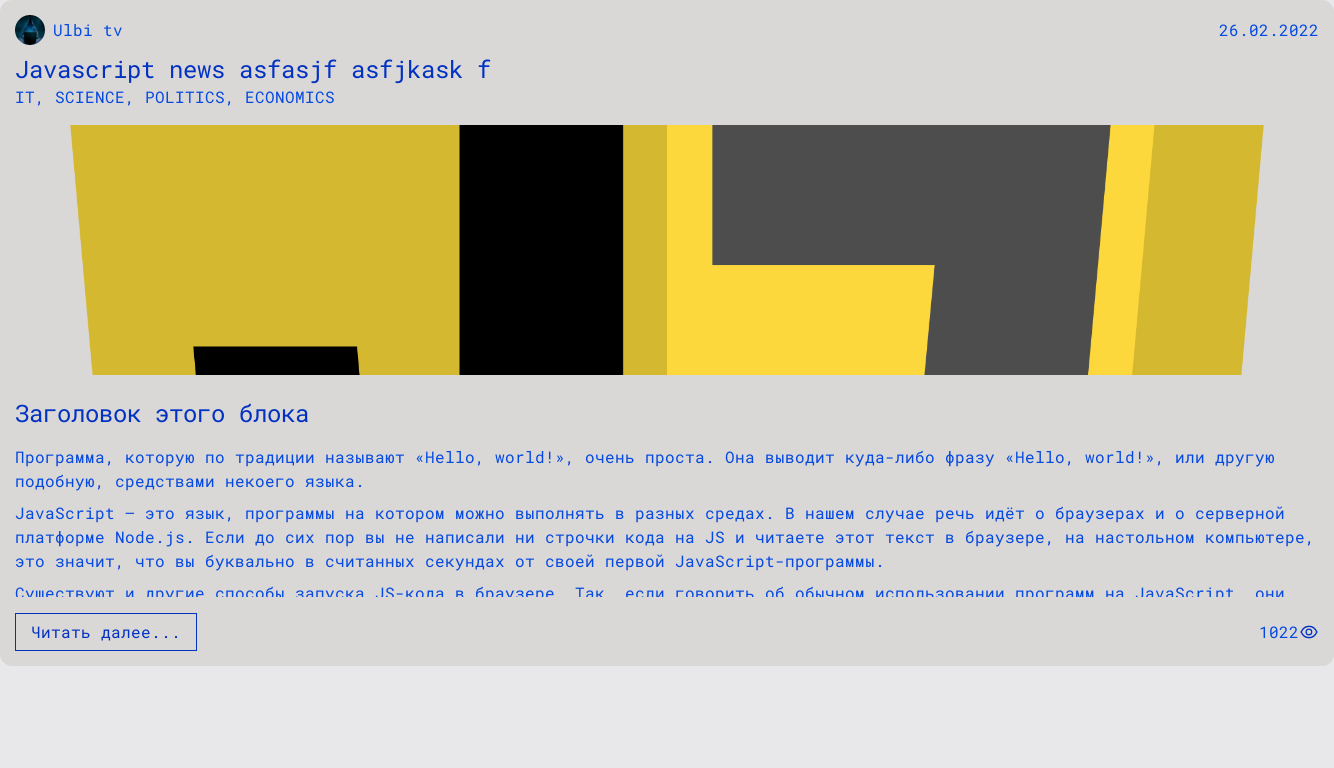 Ulbi tv
26.02.2022
Javascript news asfasjf asfjkask f
IT, SCIENCE, POLITICS, ECONOMICS
Заголовок этого блока
Программа, которую по традиции называют «Hello, world!», очень проста. Она выводит куда-либо фразу «Hello, world!», или другую
подобную, средствами некоего языка.
JavaScript — это язык, программы на котором можно выполнять в разных средах. В нашем случае речь идёт о браузерах и о серверной
платформе Node.js. Если до сих пор вы не написали ни строчки кода на JS и читаете этот текст в браузере, на настольном компьютере,
это значит, что вы буквально в считанных секундах от своей первой JavaScript-программы.
Существуют и другие способы запуска JS-кода в браузере. Так, если говорить об обычном использовании программ на JavaScript, они
Читать далее...
1022